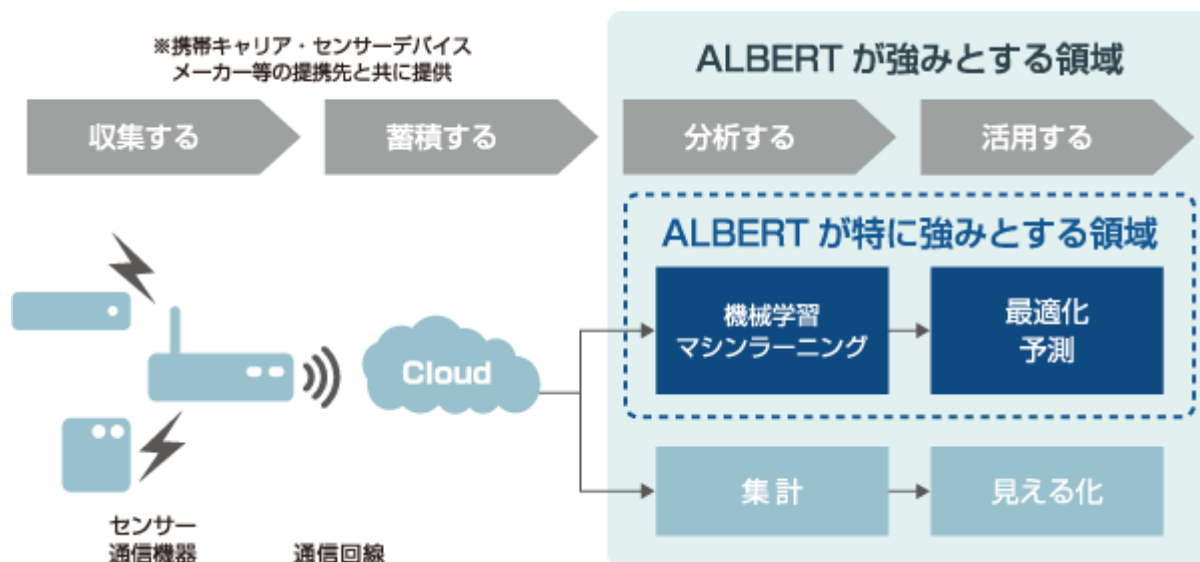 ※携帯キャリア・センサーデバイス
メーカー等の提携先と共に提供
ALBERT が強みとする領域
収集する
蓄積する
分析する
活用する
ALBERT が特に強みとする領域
機械学習
マシンラーニング
最適化
予測
Cloud
集計
見える化
センサー
通信機器
通信回線